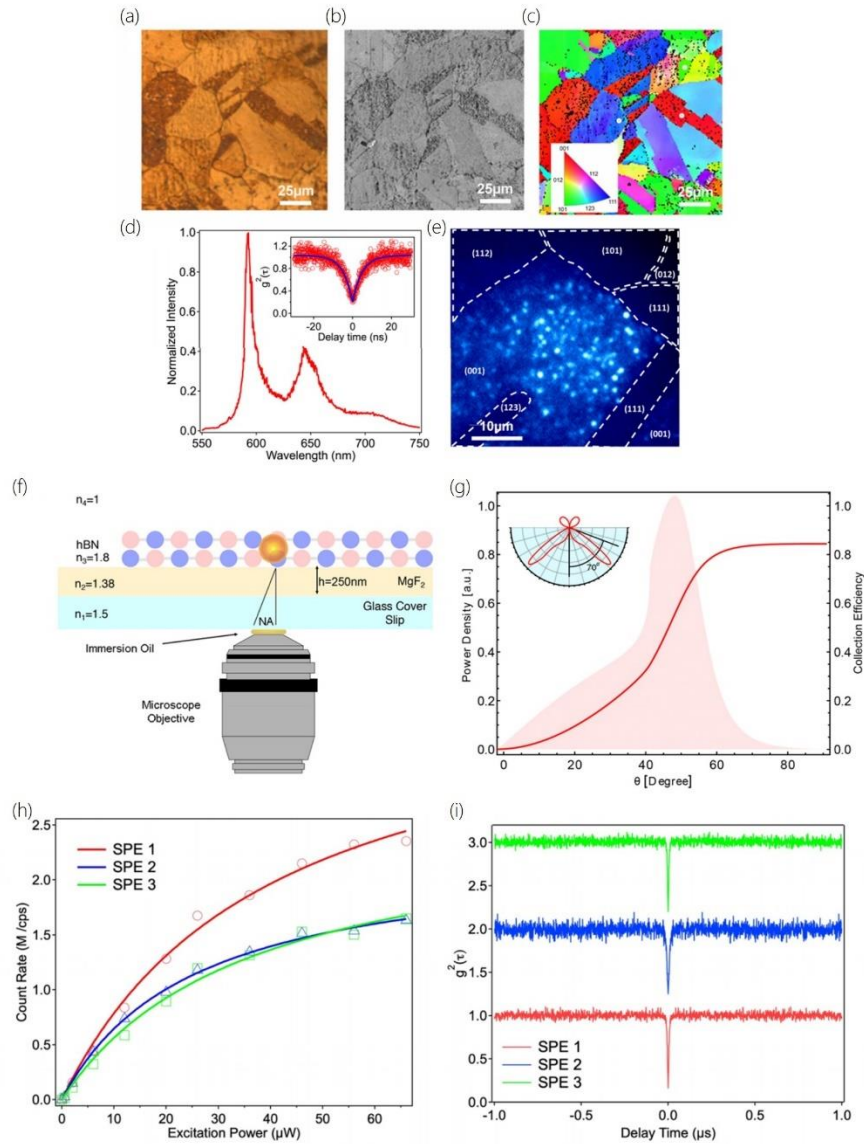 (a)
(b)
(c)
25μm
25μm
001
012
112
101
123
111
25μm
(d)
Normalized Intensity
1.0
0.8
0.6
0.4
0.2
0.0
550
600
650
700
750
Wavelength (nm)
g²(τ)
1.2
0.8
0.4
0.0
-20
0
20
Delay time (ns)
(e)
(112)
(101)
(012)
(111)
(001)
(123)
(111)
(001)
10μm
(f)
n₄=1
hBN
n₃=1.8
n₂=1.38
h=250nm
MgF₂
n₁=1.5
NA
Glass Cover
Slip
Immersion Oil
Microscope
Objective
(g)
Power Density [a.u.]
1.0
0.8
0.6
0.4
0.2
0.0
70°
1.0
0.8
0.6
0.4
0.2
0.0
Collection Efficiency
0
20
40
60
80
θ [Degree]
(h)
Count Rate (M /cps)
2.5
2.0
1.5
1.0
0.5
0.0
SPE 1
SPE 2
SPE 3
0
10
20
30
40
50
60
Excitation Power (μW)
(i)
g²(τ)
3.0
2.5
2.0
1.5
1.0
0.5
0.0
SPE 1
SPE 2
SPE 3
-1.0
-0.5
0.0
0.5
1.0
Delay Time (μs)